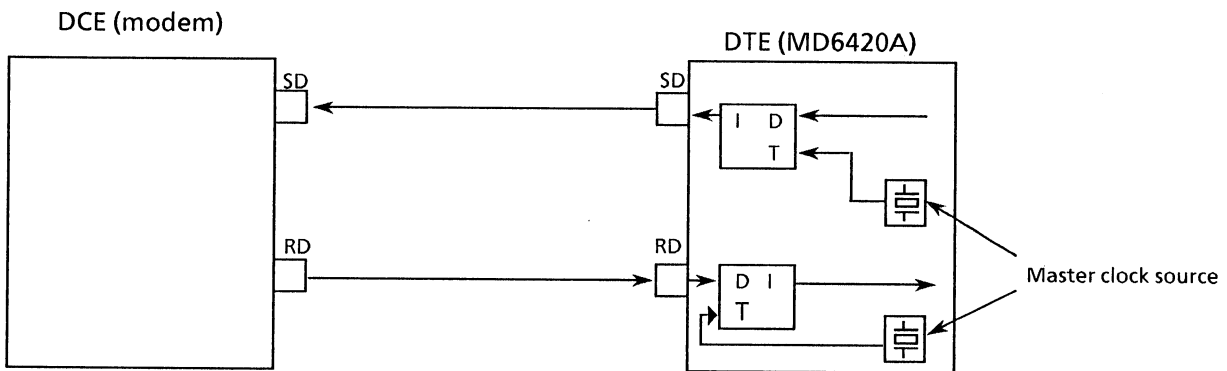 DCE (modem)
DTE (MD6420A)
SD
SD
I D
T
RD
RD
D I
T
Master clock source